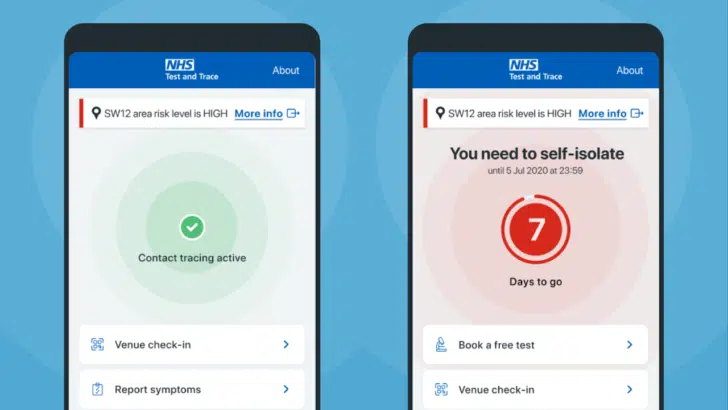 NHS
Test and Trace
About
SW12 area risk level is HIGH More info
Contact tracing active
Venue check-in
Report symptoms
NHS
Test and Trace
About
SW12 area risk level is HIGH More info
You need to self-isolate
until 5 Jul 2020 at 23:59
7
Days to go
Book a free test
Venue check-in